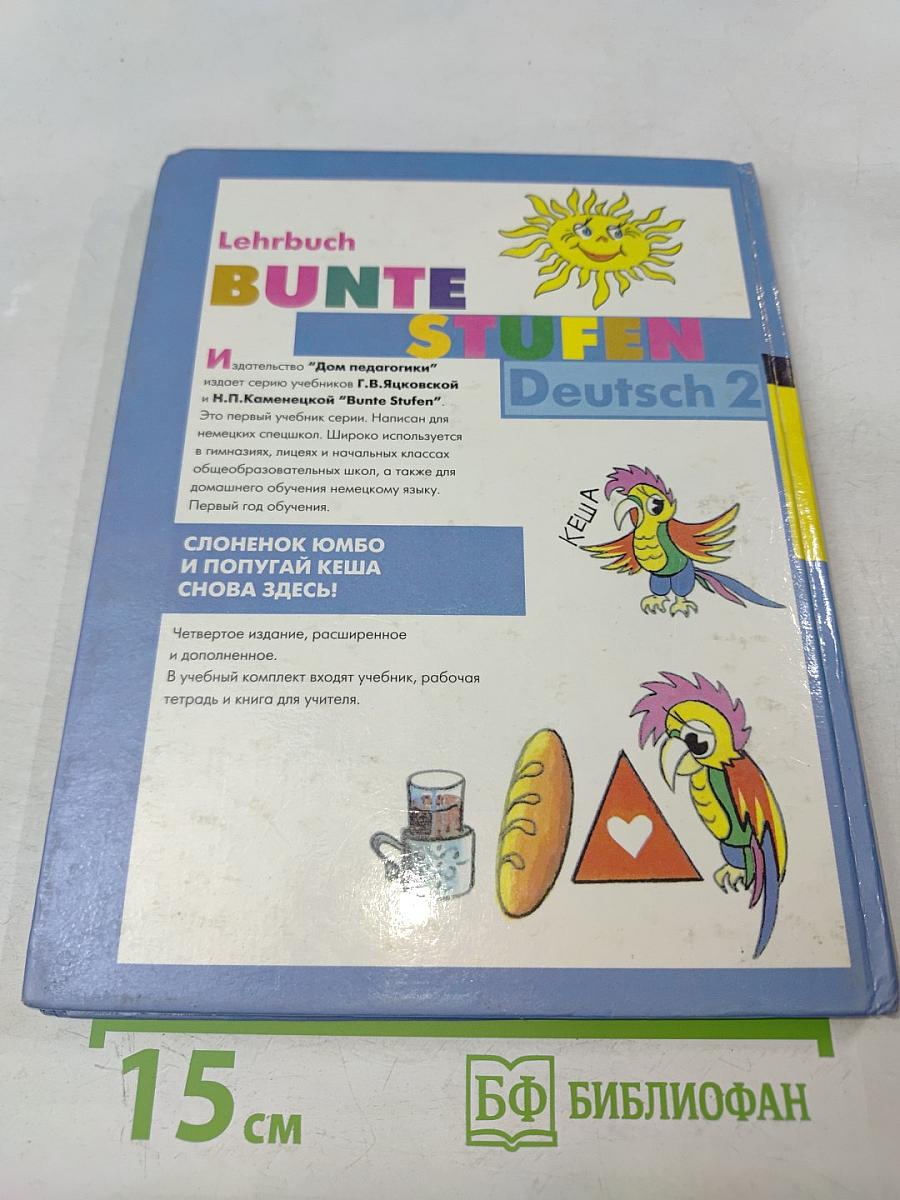 Lehrbuch
BUNTE
STUFEN
Deutsch 2
Издательство "Дом педагогики"
издает серию учебников Г.В.Яцковской
и Н.П.Каменецкой "Bunte Stufen".
Это первый учебник серии. Написан для
немецких спецшкол. Широко используется
в гимназиях, лицеях и начальных классах
общеобразовательных школ, а также для
домашнего обучения немецкому языку.
Первый год обучения.
КЕША
СЛОНЕНОК ЮМБО
И ПОПУГАЙ КЕША
СНОВА ЗДЕСЬ!
Четвертое издание, расширенное
и дополненное.
В учебный комплект входят учебник, рабочая
тетрадь и книга для учителя.
15 см
БФ БИБЛИОФАН